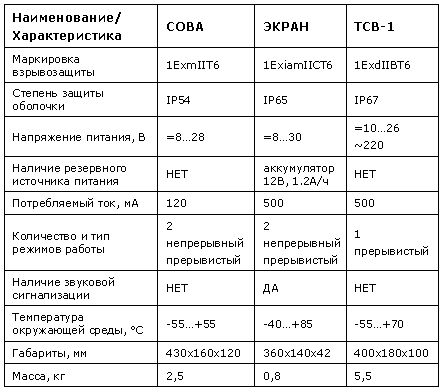 Наименование/ Характеристика СОВА ЭКРАН ТСВ-1
Маркировка взрывозащиты 1ExmIIT6 1ExiamIICT6 1ExdIIBT6
Степень защиты оболочки IP54 IP65 IP67
Напряжение питания, В =8...28 =8...30 =10...26 ~220
Наличие резервного источника питания НЕТ аккумулятор 12В, 1.2А/ч НЕТ
Потребляемый ток, мА 120 500 500
Количество и тип режимов работы 2 непрерывный прерывистый 2 непрерывный прерывистый 1 прерывистый
Наличие звуковой сигнализации НЕТ ДА НЕТ
Температура окружающей среды, °С -55...+55 -40...+85 -55...+70
Габариты, мм 430x160x120 360x140x42 400x180x100
Масса, кг 2,5 0,8 5,5